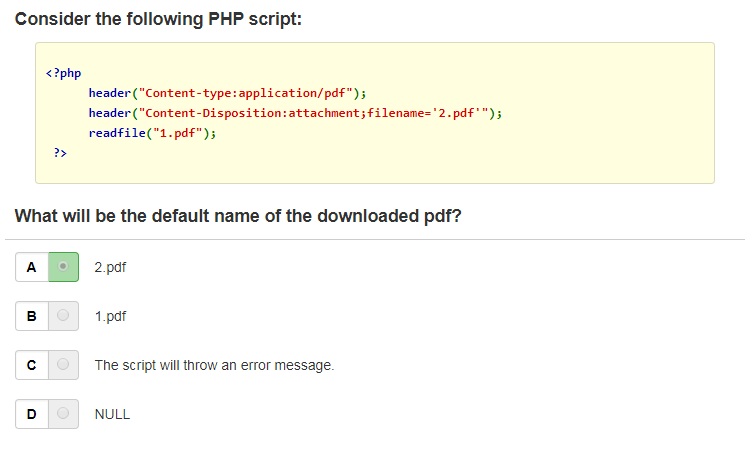 Consider the following PHP script:
<?php
header("Content-type:application/pdf");
header("Content-Disposition:attachment;filename='2.pdf'");
readfile("1.pdf");
?>
What will be the default name of the downloaded pdf?
A 2.pdf
B 1.pdf
C The script will throw an error message.
D NULL